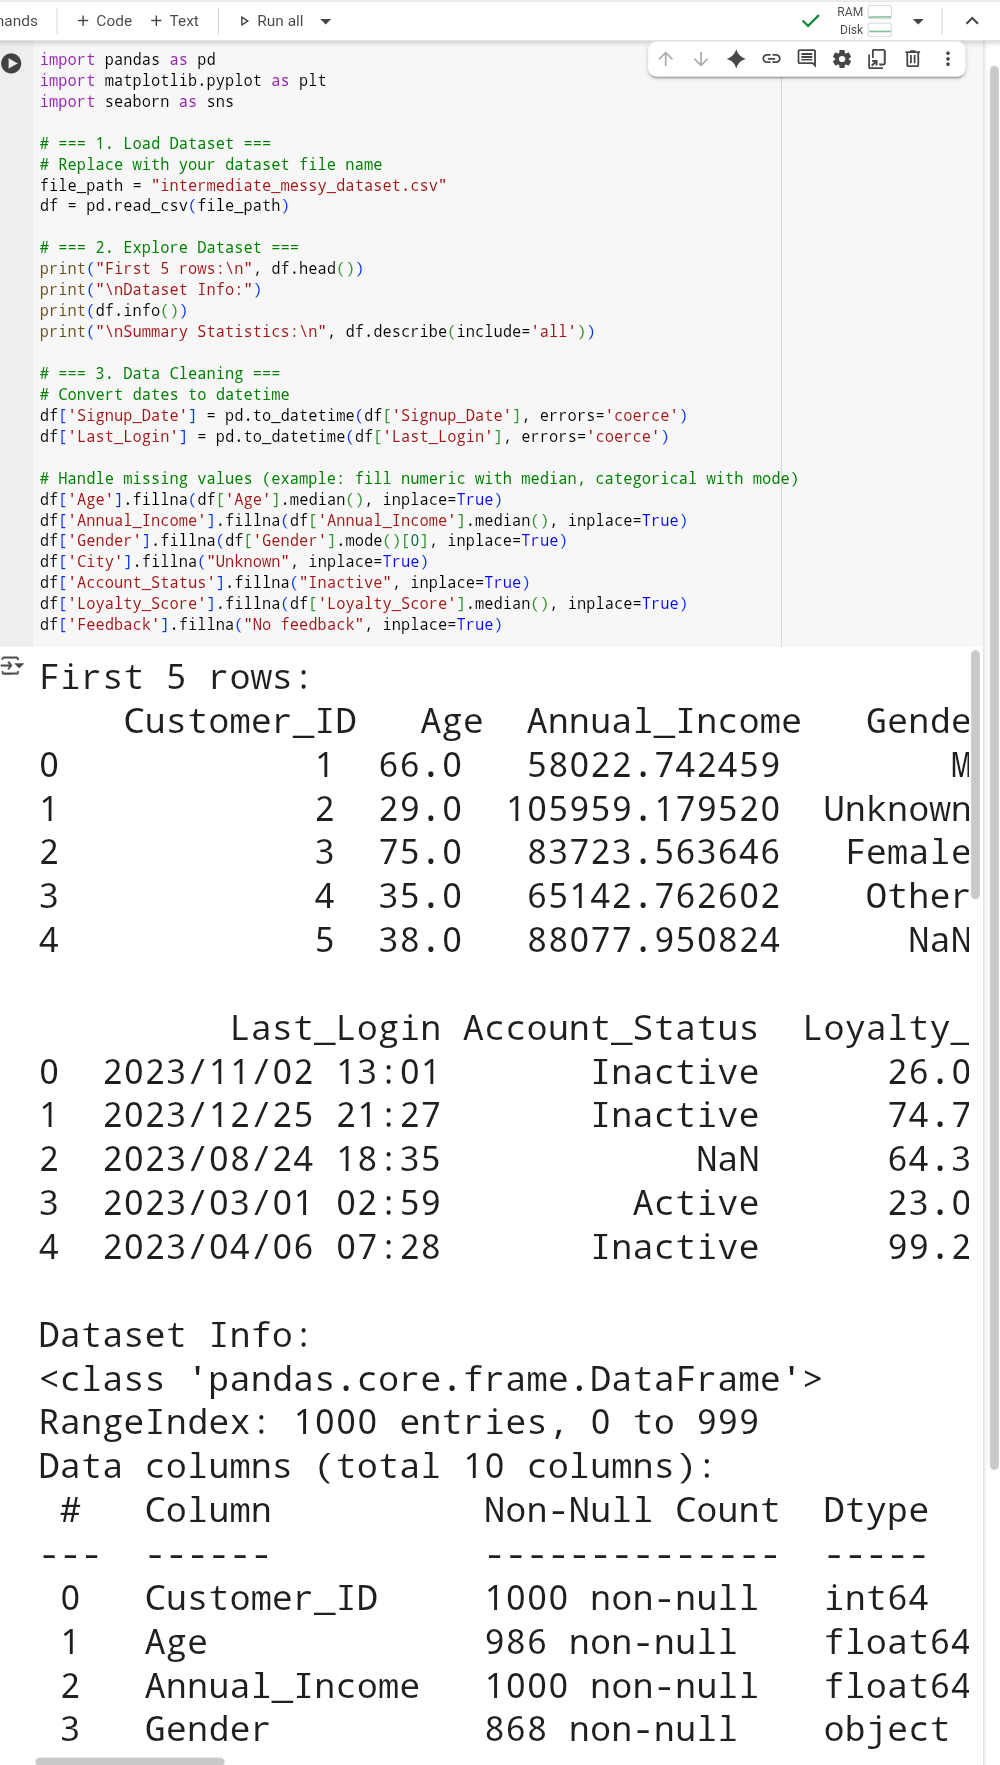 ands + Code + Text Run all RAM Disk
import pandas as pd
import matplotlib.pyplot as plt
import seaborn as sns
# === 1. Load Dataset ===
# Replace with your dataset file name
file_path = "intermediate_messy_dataset.csv"
df = pd.read_csv(file_path)
# === 2. Explore Dataset ===
print("First 5 rows:\n", df.head())
print("\nDataset Info:")
print(df.info())
print("\nSummary Statistics:\n", df.describe(include='all'))
# === 3. Data Cleaning ===
# Convert dates to datetime
df['Signup_Date'] = pd.to_datetime(df['Signup_Date'], errors='coerce')
df['Last_Login'] = pd.to_datetime(df['Last_Login'], errors='coerce')
# Handle missing values (example: fill numeric with median, categorical with mode)
df['Age'].fillna(df['Age'].median(), inplace=True)
df['Annual_Income'].fillna(df['Annual_Income'].median(), inplace=True)
df['Gender'].fillna(df['Gender'].mode()[0], inplace=True)
df['City'].fillna("Unknown", inplace=True)
df['Account_Status'].fillna("Inactive", inplace=True)
df['Loyalty_Score'].fillna(df['Loyalty_Score'].median(), inplace=True)
df['Feedback'].fillna("No feedback", inplace=True)
First 5 rows:
Customer_ID Age Annual_Income Gende
0 1 66.0 58022.742459 M
1 2 29.0 105959.179520 Unknown
2 3 75.0 83723.563646 Female
3 4 35.0 65142.762602 Other
4 5 38.0 88077.950824 NaN
Last_Login Account_Status Loyalty_
0 2023/11/02 13:01 Inactive 26.0
1 2023/12/25 21:27 Inactive 74.7
2 2023/08/24 18:35 NaN 64.3
3 2023/03/01 02:59 Active 23.0
4 2023/04/06 07:28 Inactive 99.2
Dataset Info:
<class 'pandas.core.frame.DataFrame'>
RangeIndex: 1000 entries, 0 to 999
Data columns (total 10 columns):
# Column Non-Null Count Dtype
--- ------ -------------- -----
0 Customer_ID 1000 non-null int64
1 Age 986 non-null float64
2 Annual_Income 1000 non-null float64
3 Gender 868 non-null object